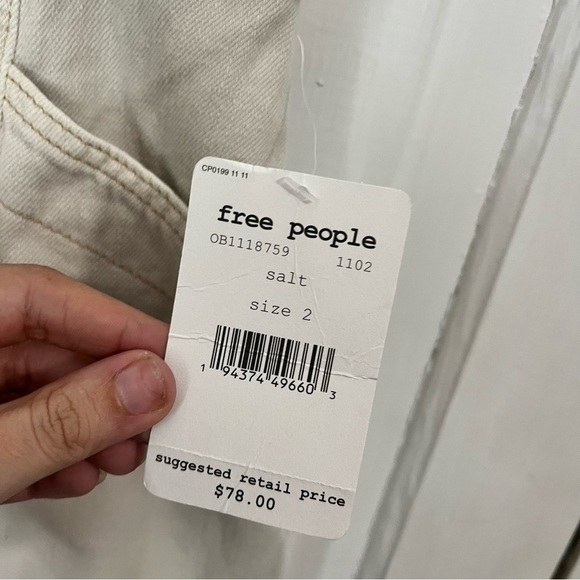 CP0199 11 11
free people
OB1118759 1102
salt
size 2
1 94374 49660 3
suggested retail price
$78.00